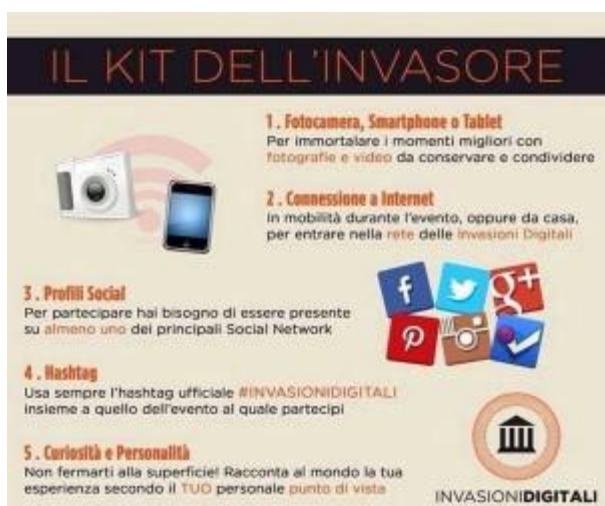 IL KIT DELL'INVASORE
1. Fotocamera, Smartphone o Tablet
Per immortalare i momenti migliori con
fotografie e video da conservare e condividere
2. Connessione a Internet
In mobilità durante l'evento, oppure da casa,
per entrare nella rete delle Invasioni Digitali
3. Profili Social
Per partecipare hai bisogno di essere presente
su almeno uno dei principali Social Network
4. Hashtag
Usa sempre l'hashtag ufficiale #INVASIONIDIGITALI
insieme a quello dell'evento al quale partecipi
5. Curiosità e Personalità
Non fermarti alla superficie! Racconta al mondo la tua
esperienza secondo il TUO personale punto di vista
INVASIONIDIGITALI